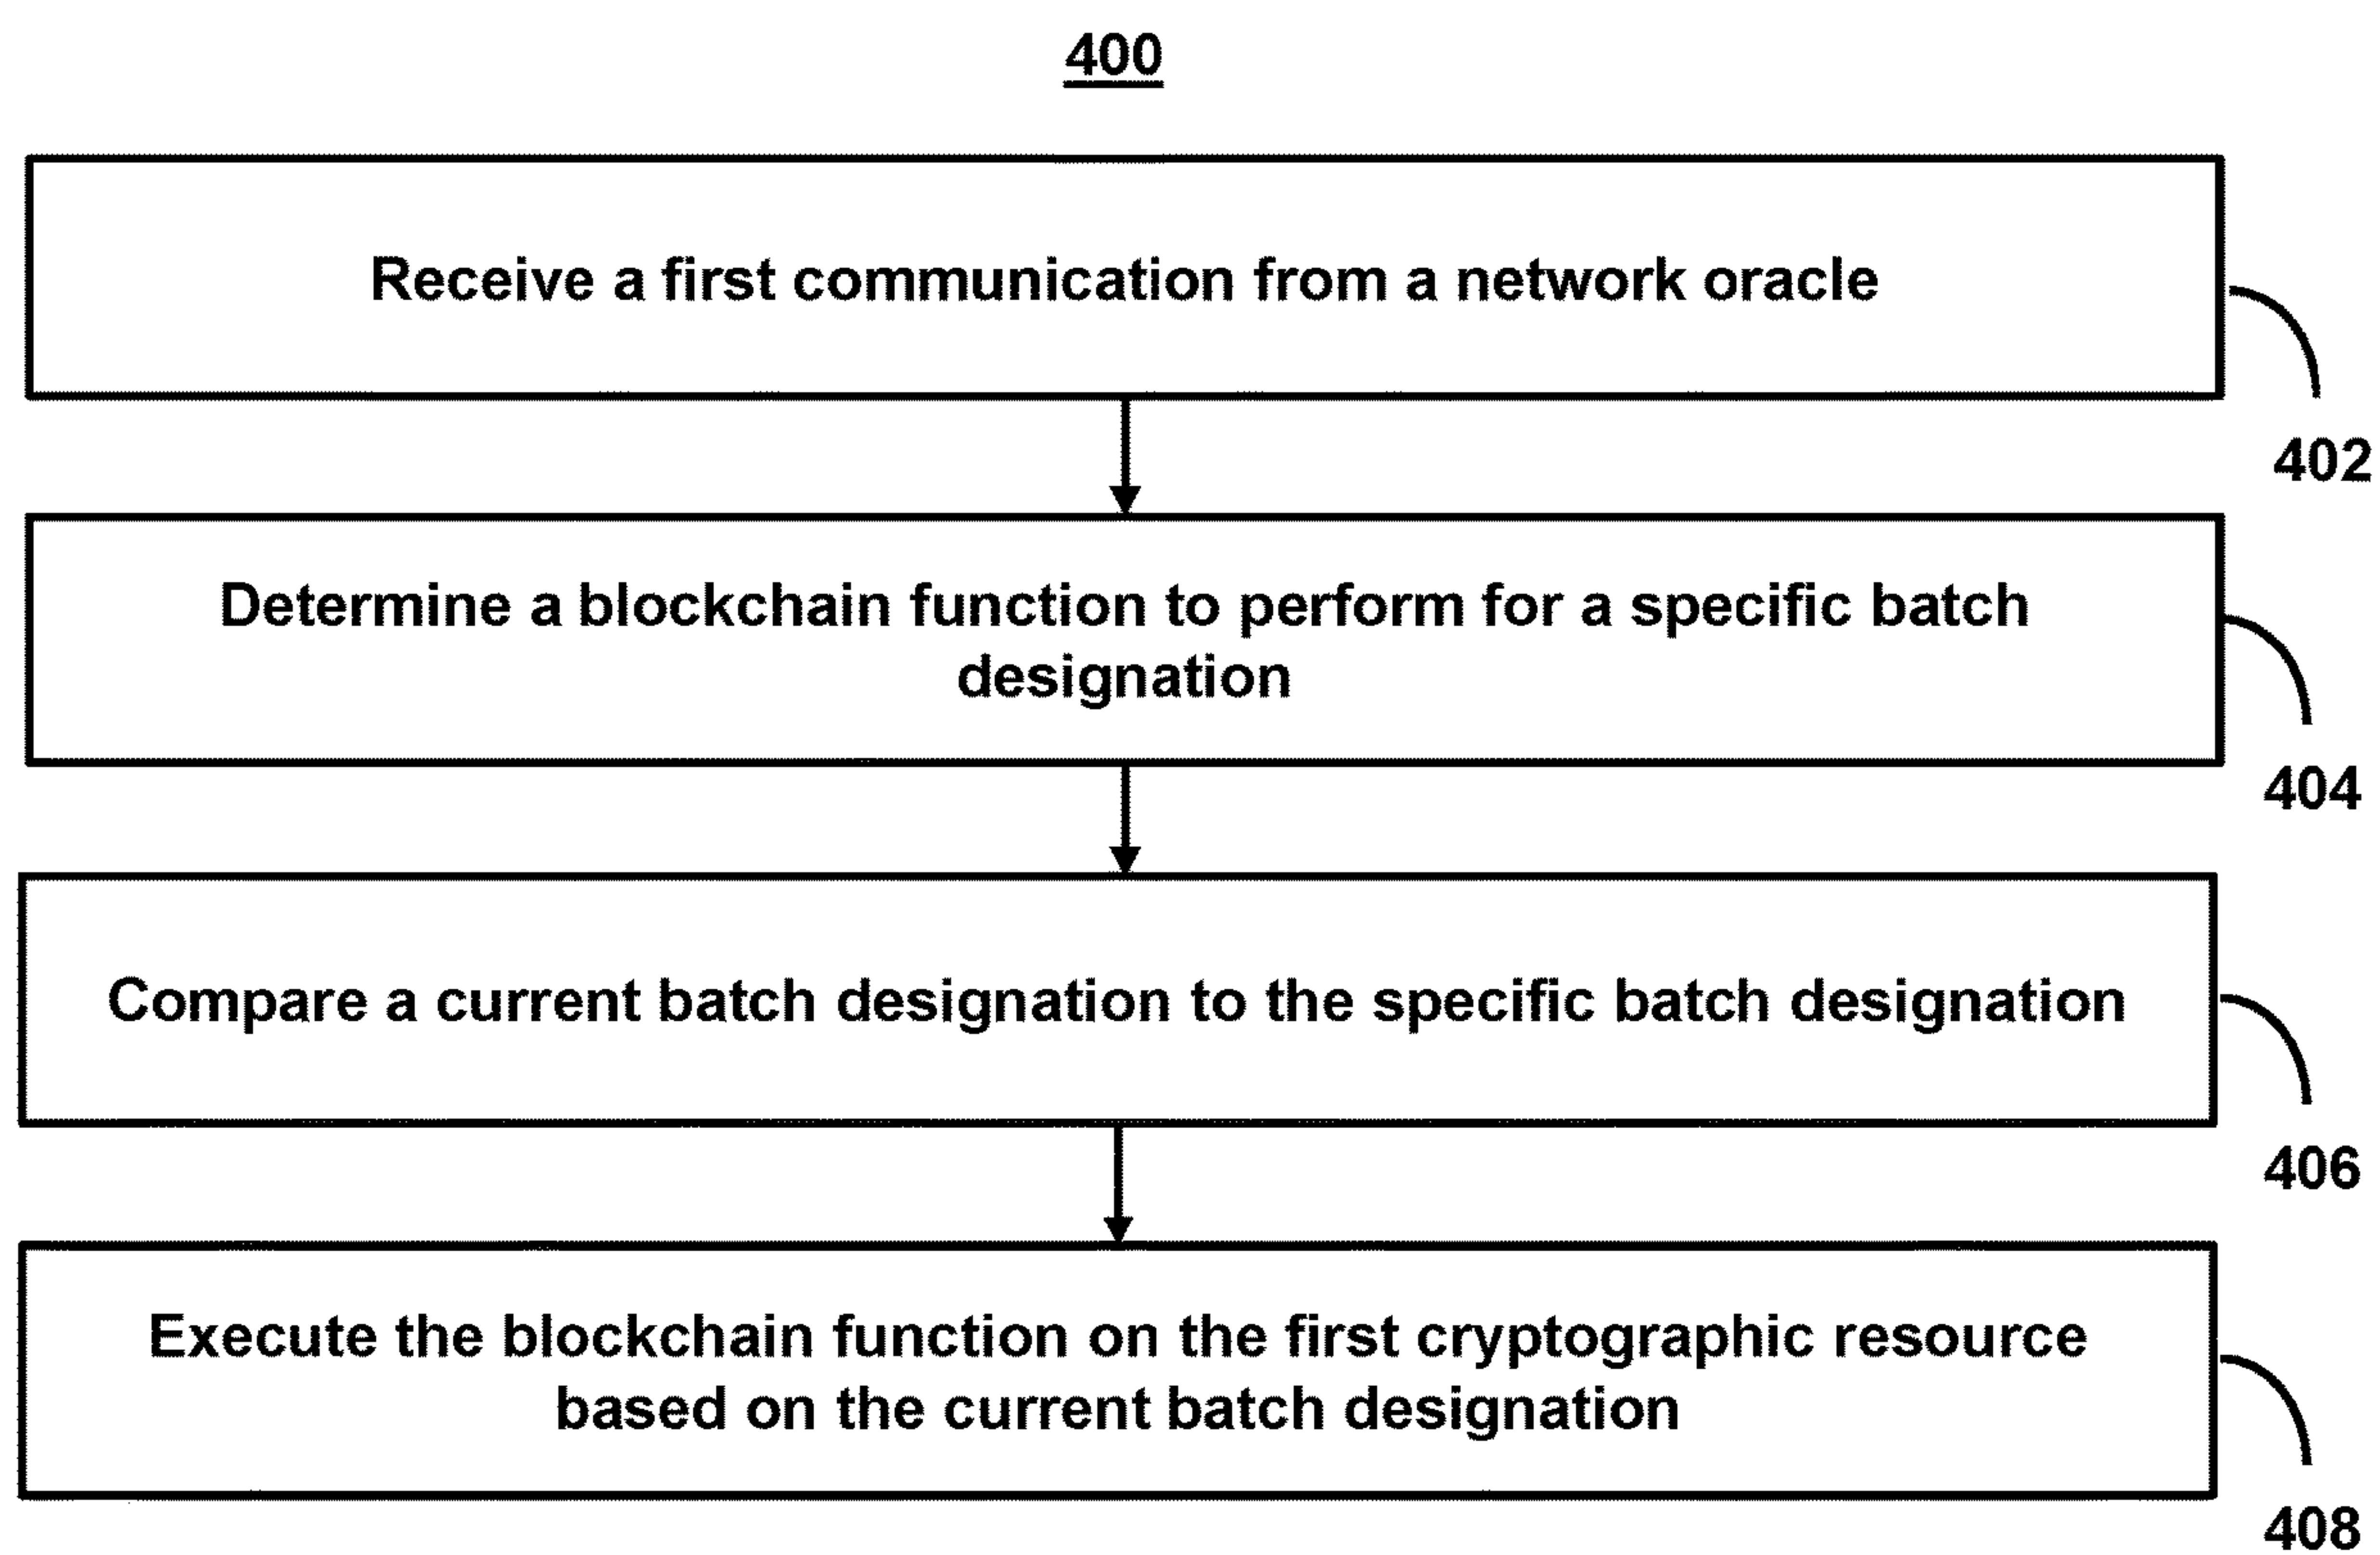 400
Receive a first communication from a network oracle
402
Determine a blockchain function to perform for a specific batch
designation
404
Compare a current batch designation to the specific batch designation
406
Execute the blockchain function on the first cryptographic resource
based on the current batch designation
408